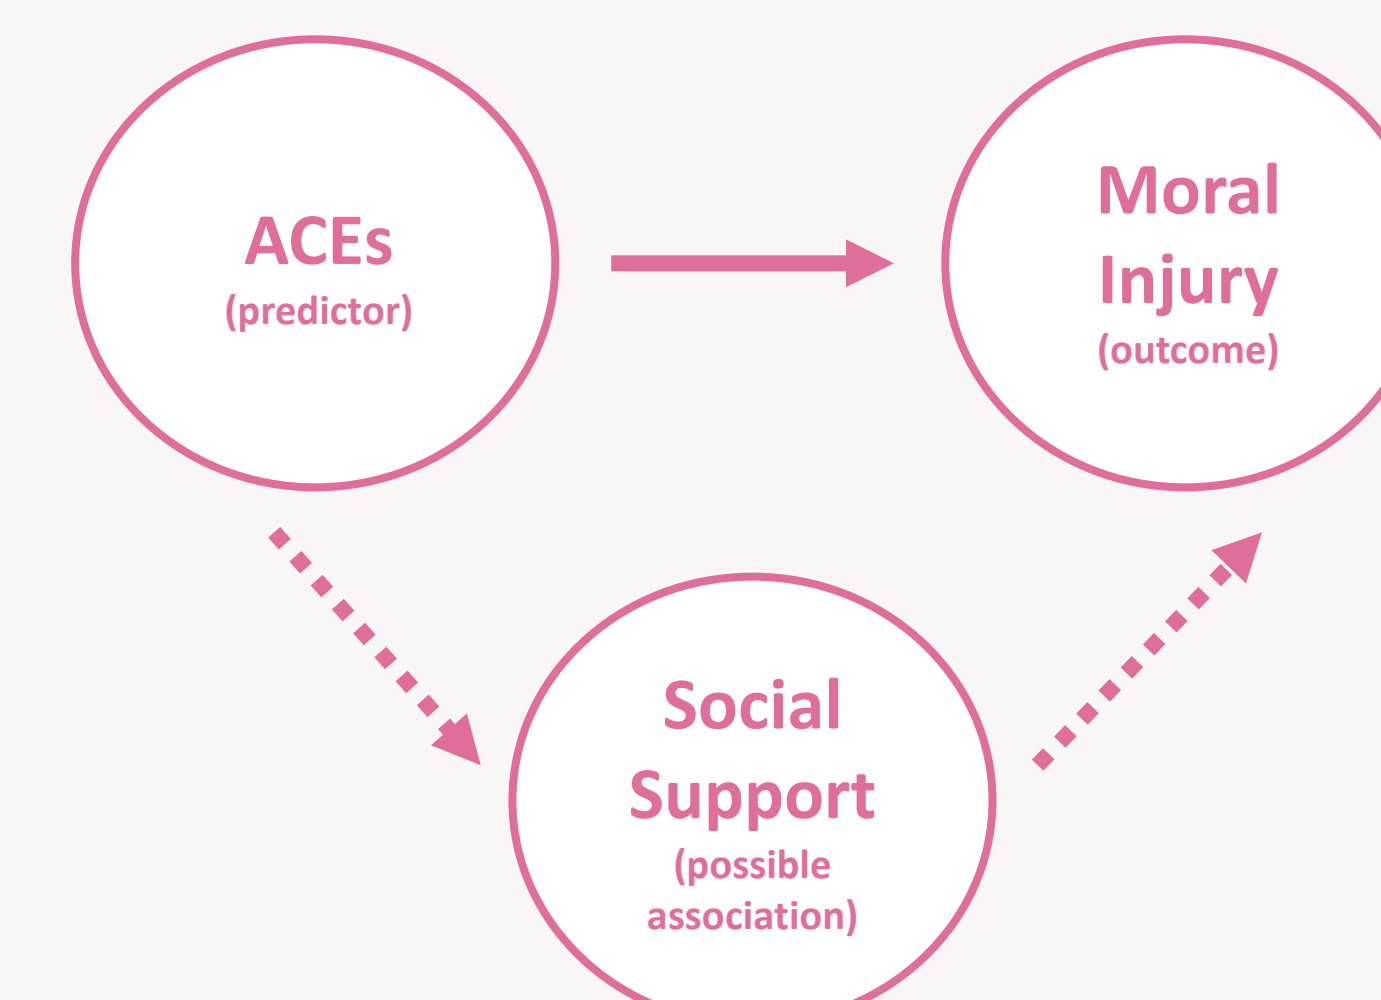 ACEs
(predictor)
Moral
Injury
(outcome)
Social
Support
(possible
association)